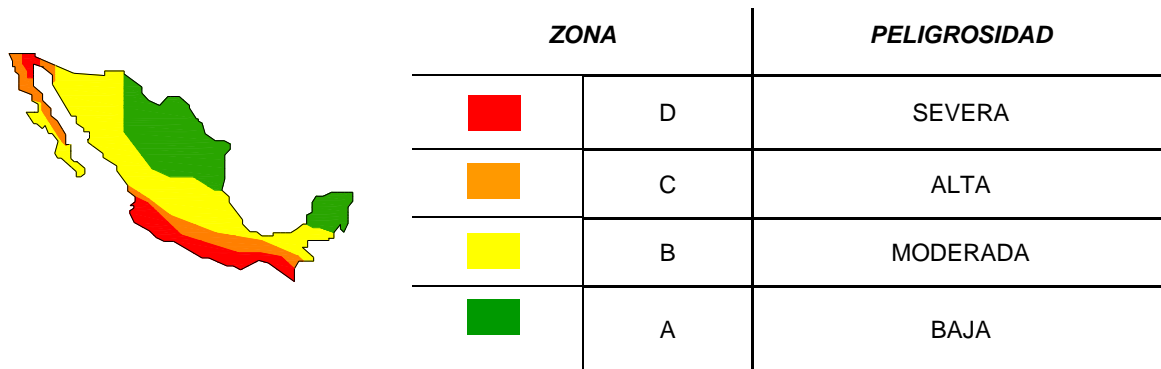 ZONA PELIGROSIDAD
D SEVERA
C ALTA
B MODERADA
A BAJA